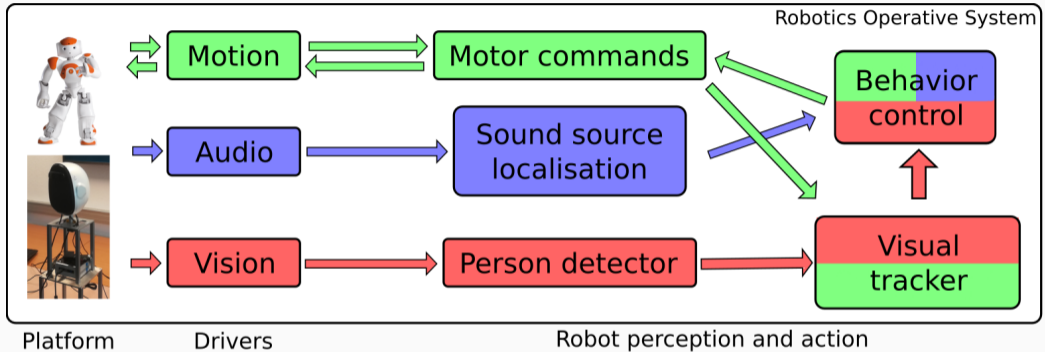 Robotics Operative System
Motion
Motor commands
Behavior
control
Audio
Sound source
localisation
Vision
Person detector
Visual
tracker
Platform
Drivers
Robot perception and action